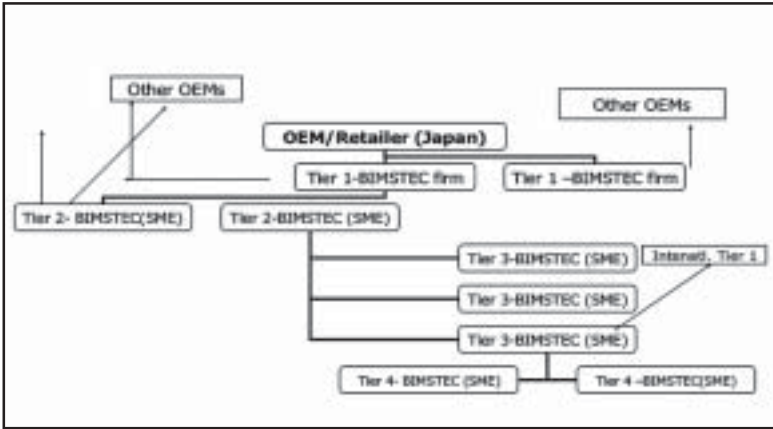 Other OEMs
Other OEMs
OEM/Retailer (Japan)
Tier 1-BIMSTEC firm
Tier 1 –BIMSTEC firm
Tier 2- BIMSTEC(SME)
Tier 2-BIMSTEC (SME)
Tier 3-BIMSTEC (SME)
Tier 1
Tier 3-BIMSTEC (SME)
Tier 3-BIMSTEC (SME)
Tier 4- BIMSTEC (SME)
Tier 4 –BIMSTEC(SME)